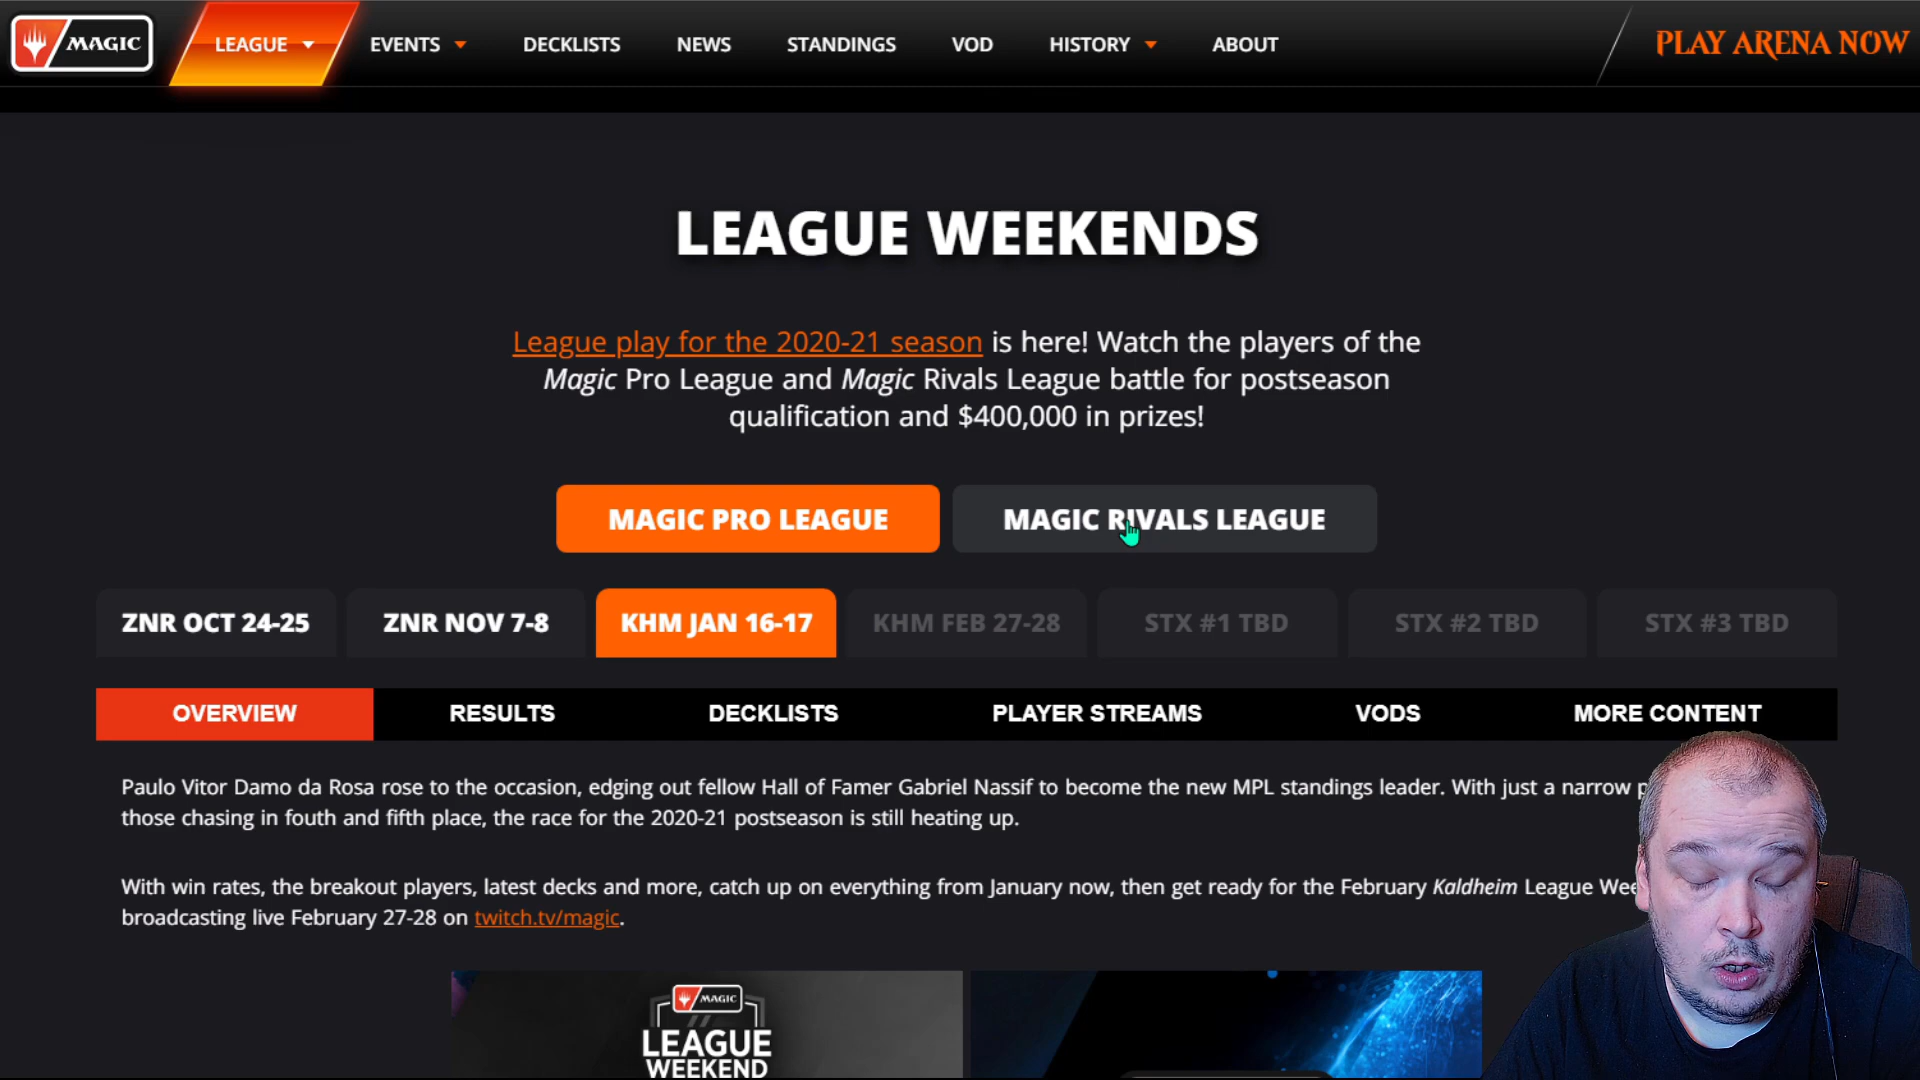 MAGIC
LEAGUE
EVENTS
DECKLISTS
NEWS
STANDINGS
VOD
HISTORY
ABOUT
PLAY ARENA NOW
LEAGUE WEEKENDS
League play for the 2020-21 season is here! Watch the players of the
Magic Pro League and Magic Rivals League battle for postseason
qualification and $400,000 in prizes!
MAGIC PRO LEAGUE
MAGIC RIVALS LEAGUE
ZNR OCT 24-25
ZNR NOV 7-8
KHM JAN 16-17
KHM FEB 27-28
STX #1 TBD
STX #2 TBD
STX #3 TBD
OVERVIEW
RESULTS
DECKLISTS
PLAYER STREAMS
VODS
MORE CONTENT
Paulo Vitor Damo da Rosa rose to the occasion, edging out fellow Hall of Famer Gabriel Nassif to become the new MPL standings leader. With just a narrow
those chasing in fouth and fifth place, the race for the 2020-21 postseason is still heating up.
With win rates, the breakout players, latest decks and more, catch up on everything from January now, then get ready for the February Kaldheim League
broadcasting live February 27-28 on twitch.tv/magic.
MAGIC
LEAGUE
WEEKEND